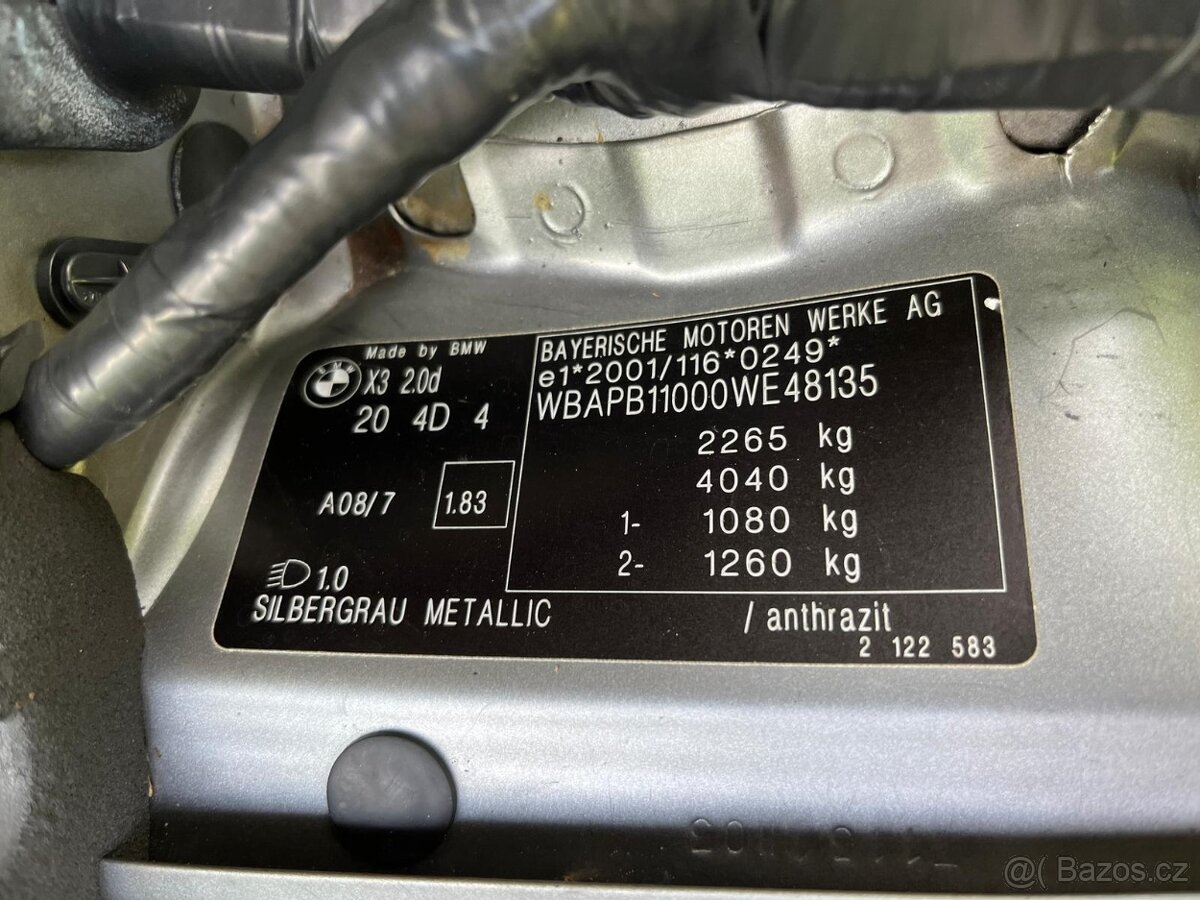 Made by BMW
X3 2.0d
20 4D 4
A08/7
1.83
1.0
SILBERGRAU METALLIC
BAYERISCHE MOTOREN WERKE AG
e1*2001/116*0249*
WBAPB11000WE48135
2265 kg
4040 kg
1- 1080 kg
2- 1260 kg
/ anthrazit
2 122 583
@( Bazos.cz